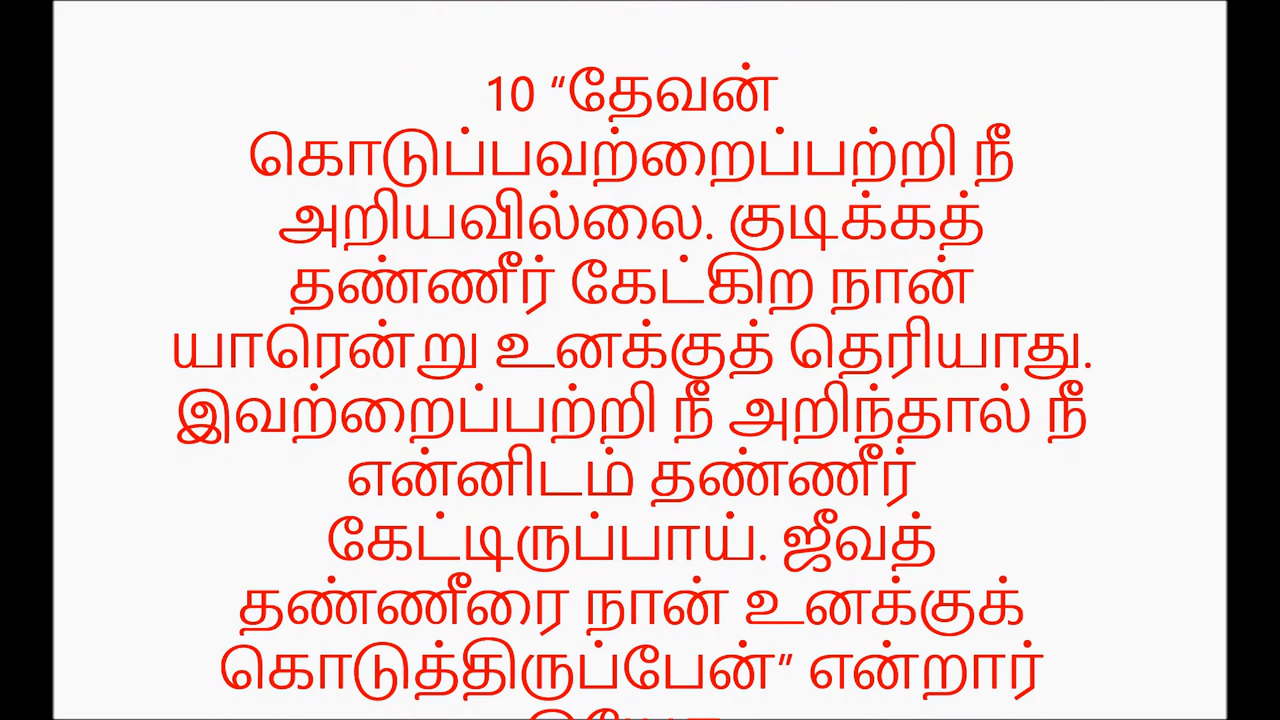 10 “தேவன்
கொடுப்பவற்றைப்பற்றி நீ
அறியவில்லை. குடிக்கத்
தண்ணீர் கேட்கிற நான்
யாரென்று உனக்குத் தெரியாது.
இவற்றைப்பற்றி நீ அறிந்தால் நீ
என்னிடம் தண்ணீர்
கேட்டிருப்பாய். ஜீவத்
தண்ணீரை நான் உனக்குக்
கொடுத்திருப்பேன்” என்றார்